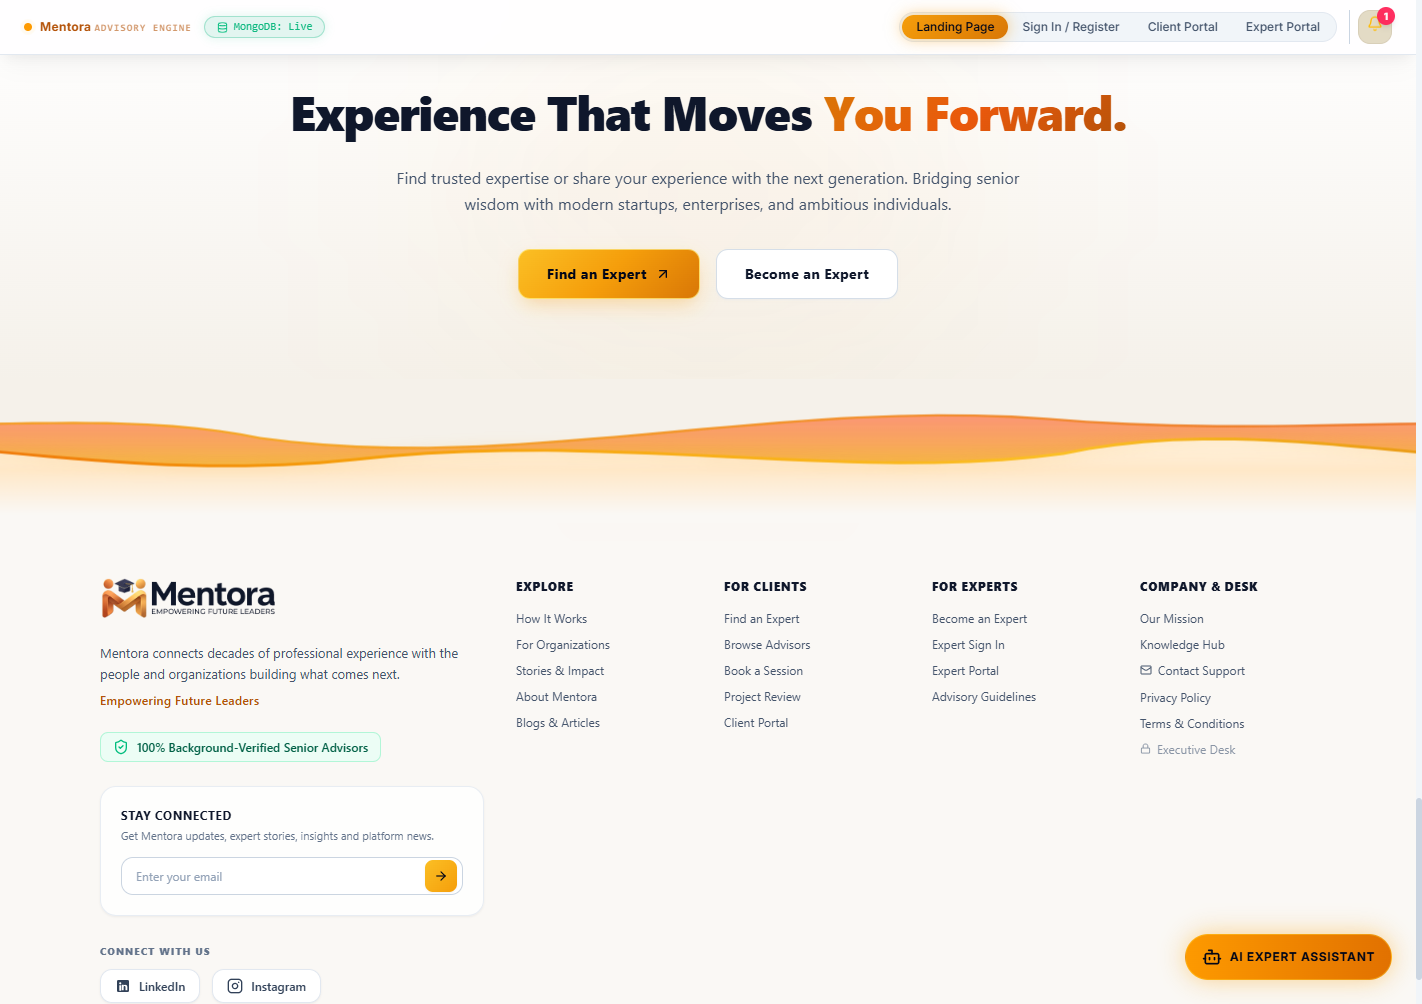 Mentora ADVISORY ENGINE
MongoDB: Live
Landing Page
Sign In / Register
Client Portal
Expert Portal
1
Experience That Moves You Forward.
Find trusted expertise or share your experience with the next generation. Bridging senior
wisdom with modern startups, enterprises, and ambitious individuals.
Find an Expert
Become an Expert
Mentora
EMPOWERING FUTURE LEADERS
Mentora connects decades of professional experience with the
people and organizations building what comes next.
Empowering Future Leaders
100% Background-Verified Senior Advisors
STAY CONNECTED
Get Mentora updates, expert stories, insights and platform news.
Enter your email
CONNECT WITH US
LinkedIn
Instagram
EXPLORE
How It Works
For Organizations
Stories & Impact
About Mentora
Blogs & Articles
FOR CLIENTS
Find an Expert
Browse Advisors
Book a Session
Project Review
Client Portal
FOR EXPERTS
Become an Expert
Expert Sign In
Expert Portal
Advisory Guidelines
COMPANY & DESK
Our Mission
Knowledge Hub
Contact Support
Privacy Policy
Terms & Conditions
Executive Desk
AI EXPERT ASSISTANT